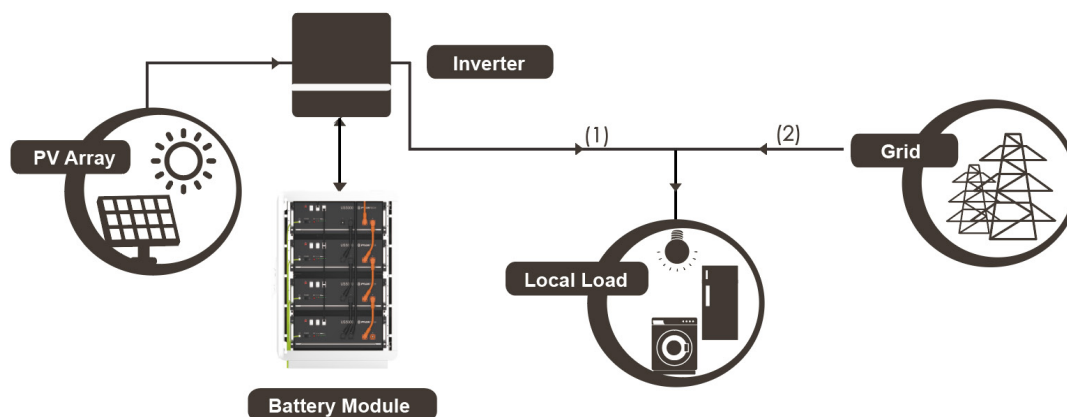 Inverter
(1)
(2)
PV Array
Grid
Local Load
Battery Module